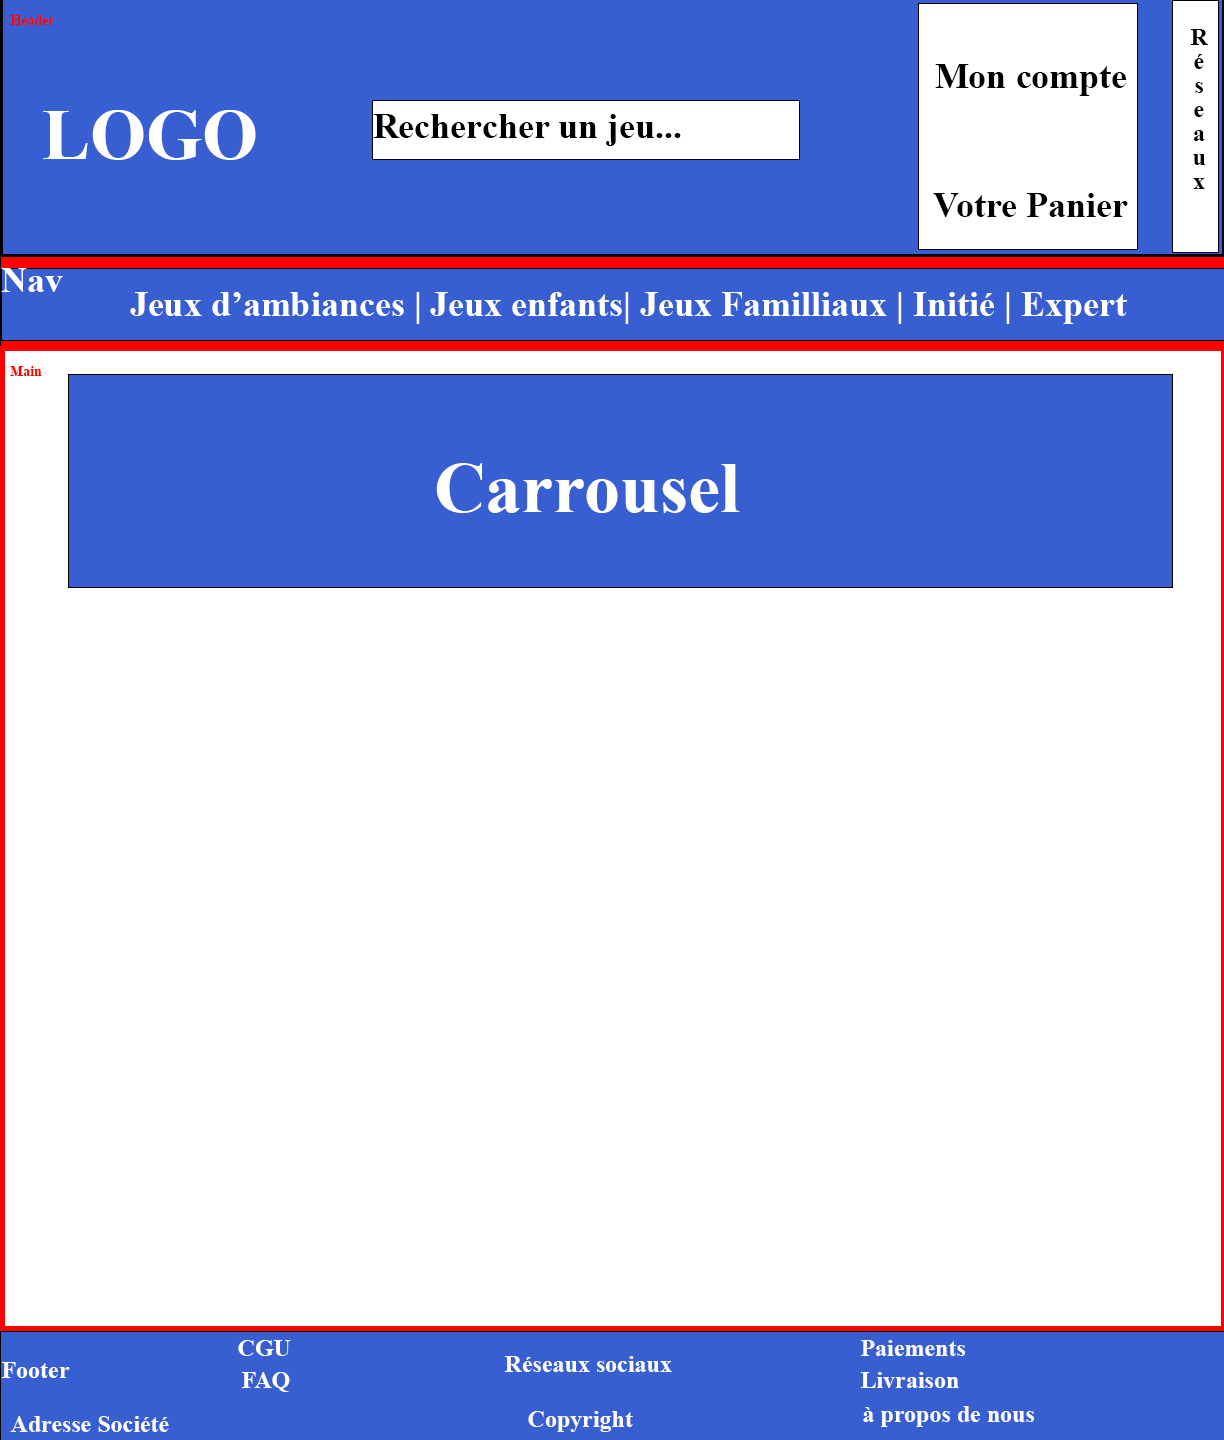 Header
LOGO
Rechercher un jeu...
Mon compte
Votre Panier
Réseaux
Nav
Jeux d’ambiances | Jeux enfants| Jeux Familliaux | Initié | Expert
Main
Carrousel
Footer
Adresse Société
CGU
FAQ
Réseaux sociaux
Copyright
Paiements
Livraison
à propos de nous